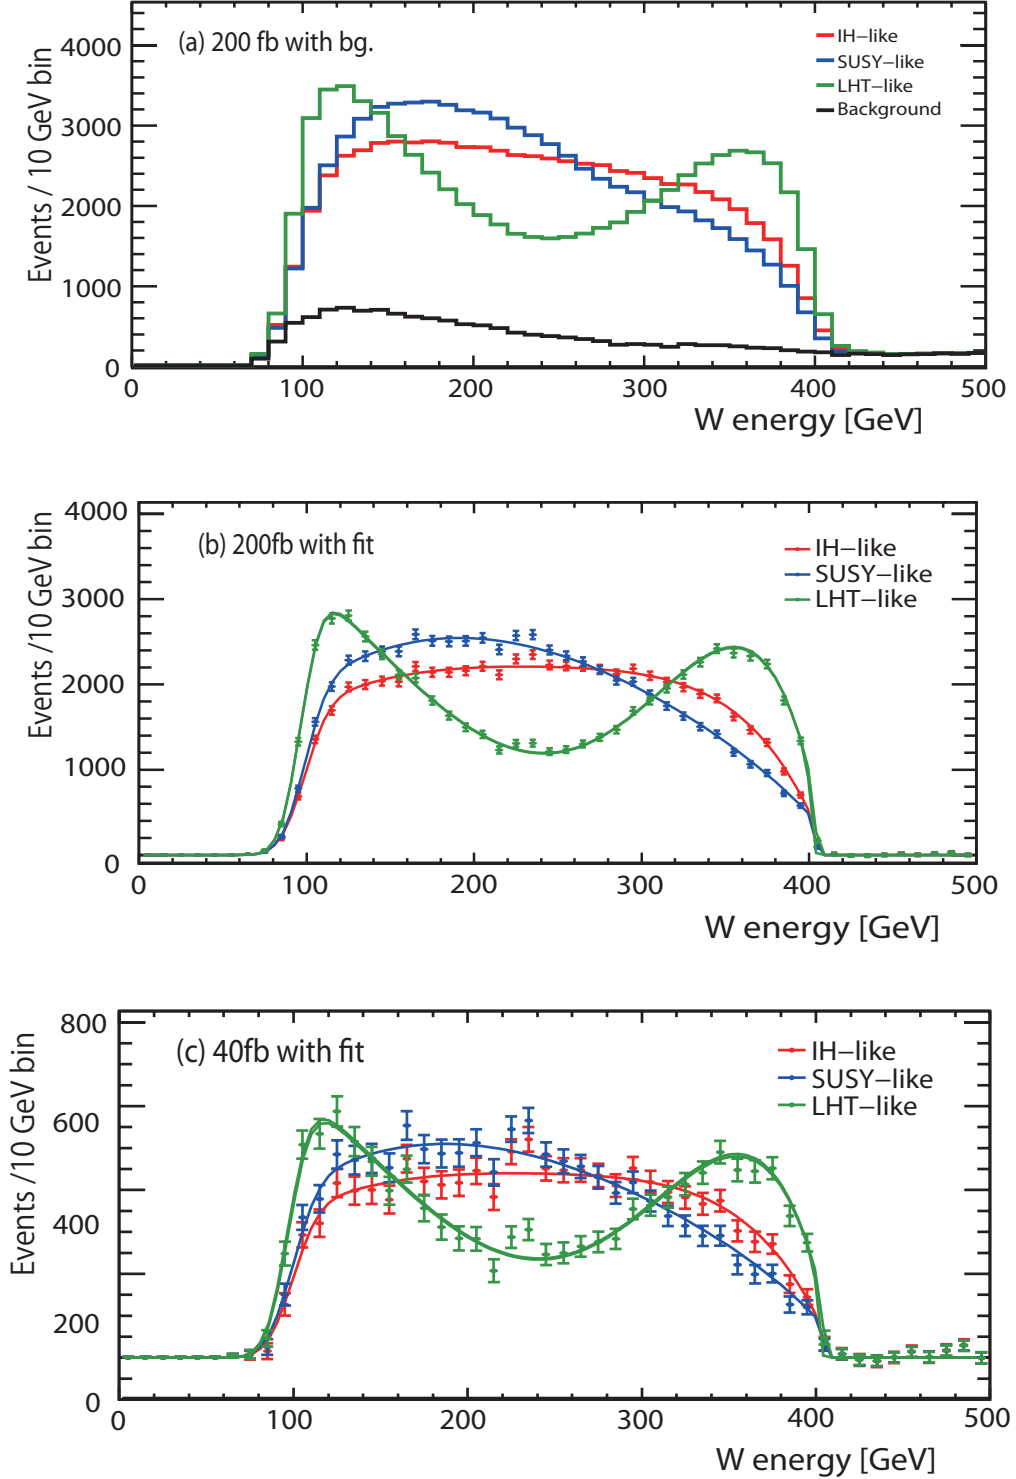 (a) 200 fb with bg.
IH-like
SUSY-like
LHT-like
Background
Events / 10 GeV bin
4000
3000
2000
1000
0
100
200
300
400
500
W energy [GeV]
(b) 200fb with fit
IH-like
SUSY-like
LHT-like
Events /10 GeV bin
4000
3000
2000
1000
0
0
100
200
300
400
500
W energy [GeV]
(c) 40fb with fit
IH-like
SUSY-like
LHT-like
Events /10 GeV bin
800
600
400
200
0
0
100
200
300
400
500
W energy [GeV]